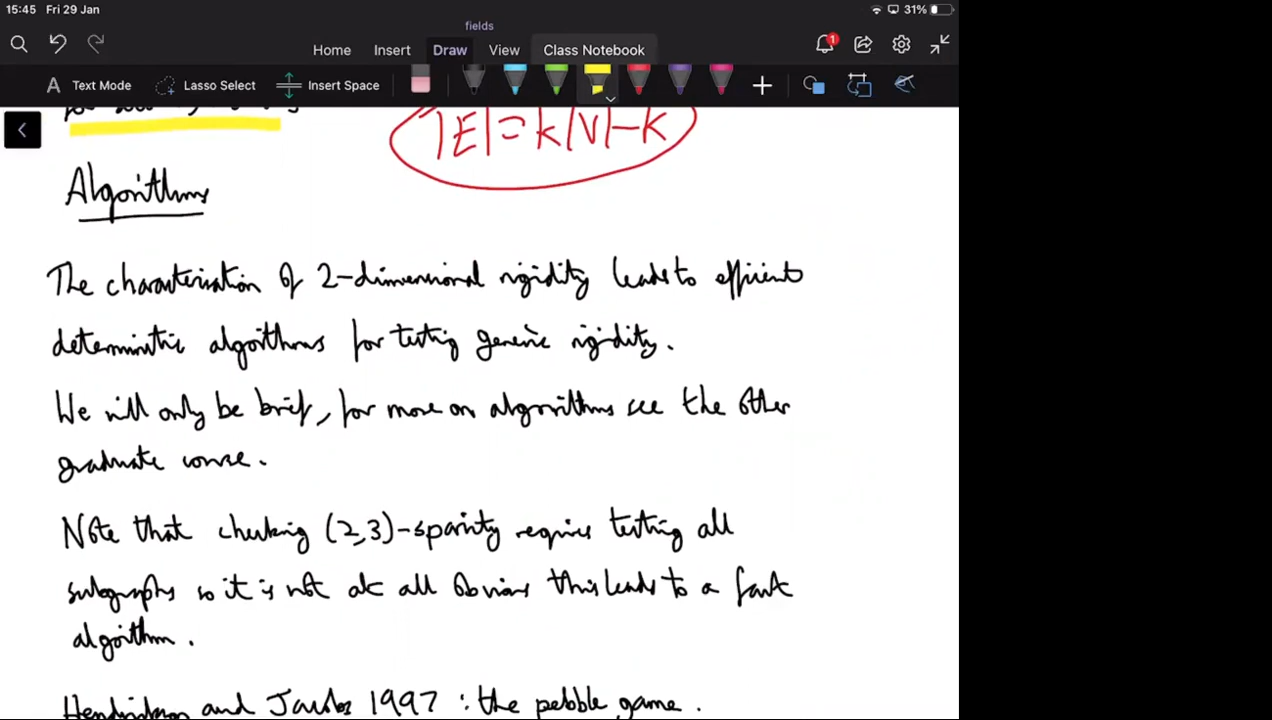 15:45 Fri 29 Jan
31%
fields
Home Insert Draw View Class Notebook
1
Text Mode Lasso Select Insert Space
|E|=k|V|-k
Algorithms
The characterisation of 2-dimensional rigidity leads to efficient
deterministic algorithms for testing generic rigidity.
We will only be brief, for more on algorithms see the other
graduate course.
Note that checking (2,3)-sparsity requires testing all
subgraphs so it is not at all obvious this leads to a fast
algorithm.
Hendrickson and Jacobs 1997 : the pebble game.